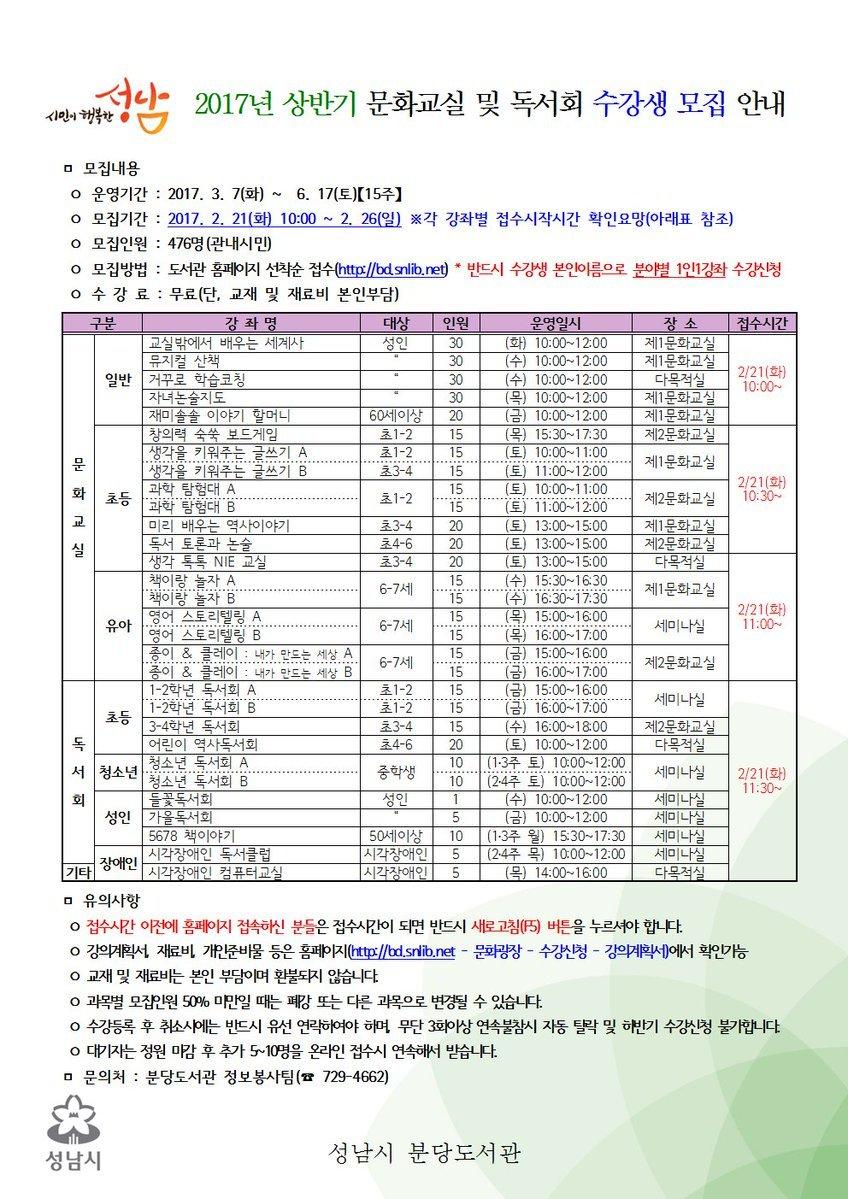 시민이 행복한 성남
2017년 상반기 문화교실 및 독서회 수강생 모집 안내
모집내용
운영기간 : 2017. 3. 7(화) ~ 6. 17(토)【15주】
모집기간 : 2017. 2. 21(화) 10:00 ~ 2. 26(일) ※각 강좌별 접수시작시간 확인요망(아래표 참조)
모집인원 : 476명(관내시민)
모집방법 : 도서관 홈페이지 선착순 접수(http://bd.snlib.net) * 반드시 수강생 본인이름으로 분야별 1인1강좌 수강신청
수 강 료 : 무료(단, 교재 및 재료비 본인부담)
구분 강 좌 명 대상 인원 운영일시 장 소 접수시간
문화교실 일반 교실밖에서 배우는 세계사 성인 30 (화) 10:00~12:00 제1문화교실 2/21(화) 10:00~
뮤지컬 산책 " 30 (수) 10:00~12:00 제1문화교실
거꾸로 학습코칭 " 30 (수) 10:00~12:00 다목적실
자녀논술지도 " 30 (목) 10:00~12:00 제1문화교실
재미솔솔 이야기 할머니 60세이상 20 (금) 10:00~12:00 제1문화교실
초등 창의력 쑥쑥 보드게임 초1-2 15 (목) 15:30~17:30 제2문화교실 2/21(화) 10:30~
생각을 키워주는 글쓰기 A 초1-2 15 (토) 10:00~11:00 제1문화교실
생각을 키워주는 글쓰기 B 초3-4 15 (토) 11:00~12:00
과학 탐험대 A 초1-2 15 (토) 10:00~11:00 제2문화교실
과학 탐험대 B 15 (토) 11:00~12:00
미리 배우는 역사이야기 초3-4 20 (토) 13:00~15:00 제1문화교실
독서 토론과 논술 초4-6 20 (토) 13:00~15:00 제2문화교실
생각 톡톡 NIE 교실 초3-4 20 (토) 13:00~15:00 다목적실 2/21(화) 11:00~
유아 책이랑 놀자 A 6-7세 15 (수) 15:30~16:30 제1문화교실
책이랑 놀자 B 15 (수) 16:30~17:30
영어 스토리텔링 A 6-7세 15 (목) 15:00~16:00 세미나실
영어 스토리텔링 B 15 (목) 16:00~17:00
종이 & 클레이 : 내가 만드는 세상 A 6-7세 15 (금) 15:00~16:00 제2문화교실
종이 & 클레이 : 내가 만드는 세상 B 15 (금) 16:00~17:00
독서회 초등 1-2학년 독서회 A 초1-2 15 (금) 15:00~16:00 세미나실 2/21(화) 11:30~
1-2학년 독서회 B 초1-2 15 (금) 16:00~17:00
3-4학년 독서회 초3-4 15 (수) 16:00~18:00 제2문화교실
어린이 역사독서회 초4-6 20 (토) 10:00~12:00 다목적실
청소년 청소년 독서회 A 중학생 10 (1·3주 토) 10:00~12:00 세미나실
청소년 독서회 B 10 (2·4주 토) 10:00~12:00
성인 들꽃독서회 성인 1 (수) 10:00~12:00 세미나실
가을독서회 " 5 (금) 10:00~12:00 세미나실
5678 책이야기 50세이상 10 (1·3주 월) 15:30~17:30 세미나실
장애인 시각장애인 독서클럽 시각장애인 5 (2·4주 목) 10:00~12:00 세미나실
기타 시각장애인 컴퓨터교실 시각장애인 5 (목) 14:00~16:00 다목적실
유의사항
접수시간 이전에 홈페이지 접속하신 분들은 접수시간이 되면 반드시 새로고침(F5) 버튼을 누르셔야 합니다.
강의계획서, 재료비, 개인준비물 등은 홈페이지(http://bd.snlib.net - 문화광장 - 수강신청 - 강의계획서)에서 확인가능
교재 및 재료비는 본인 부담이며 환불되지 않습니다.
과목별 모집인원 50% 미만일 때는 폐강 또는 다른 과목으로 변경될 수 있습니다.
수강등록 후 취소시에는 반드시 유선 연락하여야 하며, 무단 3회이상 연속불참시 자동 탈락 및 하반기 수강신청 불가합니다.
대기자는 정원 마감 후 추가 5~10명을 온라인 접수시 연속해서 받습니다.
문의처 : 분당도서관 정보봉사팀(☎ 729-4662)
성남시
성남시 분당도서관